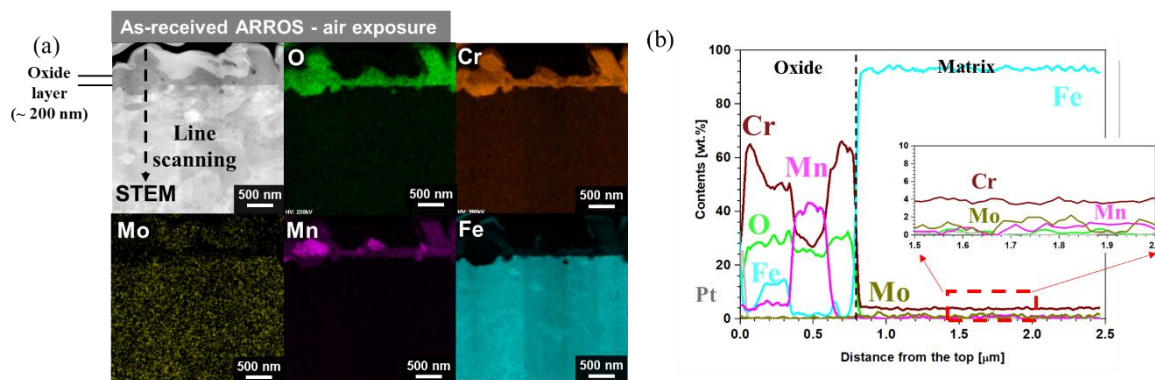 As-received ARROS - air exposure
(a)
Oxide
layer
(~ 200 nm)
Line
scanning
STEM
500 nm
O
500 nm
Cr
500 nm
Mo
500 nm
Mn
500 nm
Fe
500 nm
HV: 200kV
(b)
Contents [wt.%]
100
80
60
40
20
0
Oxide
Matrix
Cr
Mn
O
Fe
Pt
Fe
Mo
10
8
6
4
2
0
Cr
Mo
Mn
1.5
1.6
1.7
1.8
1.9
2.
0.0
0.5
1.0
1.5
2.0
2.5
Distance from the top [μm]